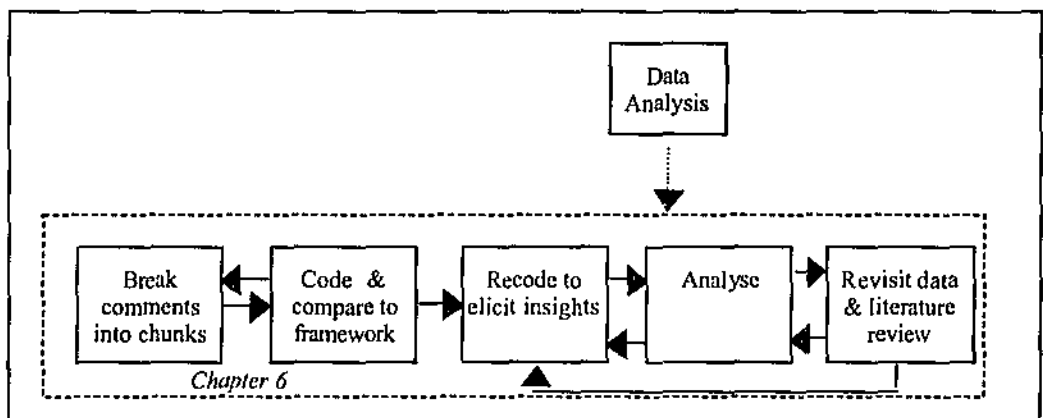 Data
Analysis
Break
comments
into chunks
Code &
compare to
framework
Recode to
elicit insights
Analyse
Revisit data
& literature
review
Chapter 6